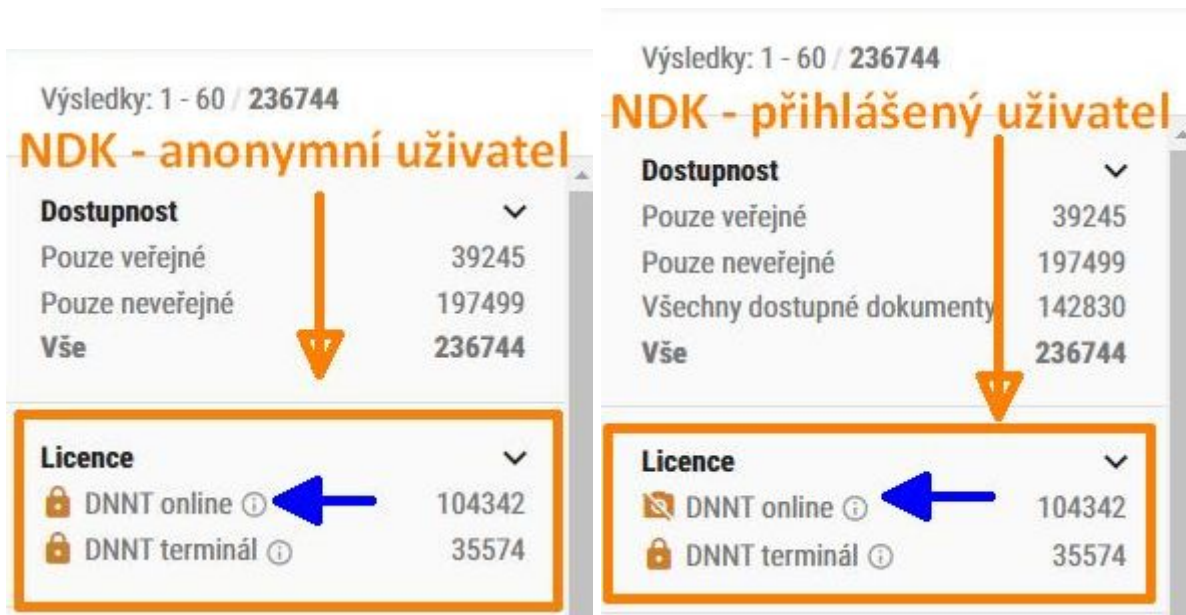 Výsledky: 1 - 60 / 236744
NDK - anonymní uživatel
Dostupnost
Pouze veřejné 39245
Pouze neveřejné 197499
Vše 236744
Licence
DNNT online 104342
DNNT terminál 35574
Výsledky: 1 - 60 / 236744
NDK - přihlášený uživatel
Dostupnost
Pouze veřejné 39245
Pouze neveřejné 197499
Všechny dostupné dokumenty 142830
Vše 236744
Licence
DNNT online 104342
DNNT terminál 35574